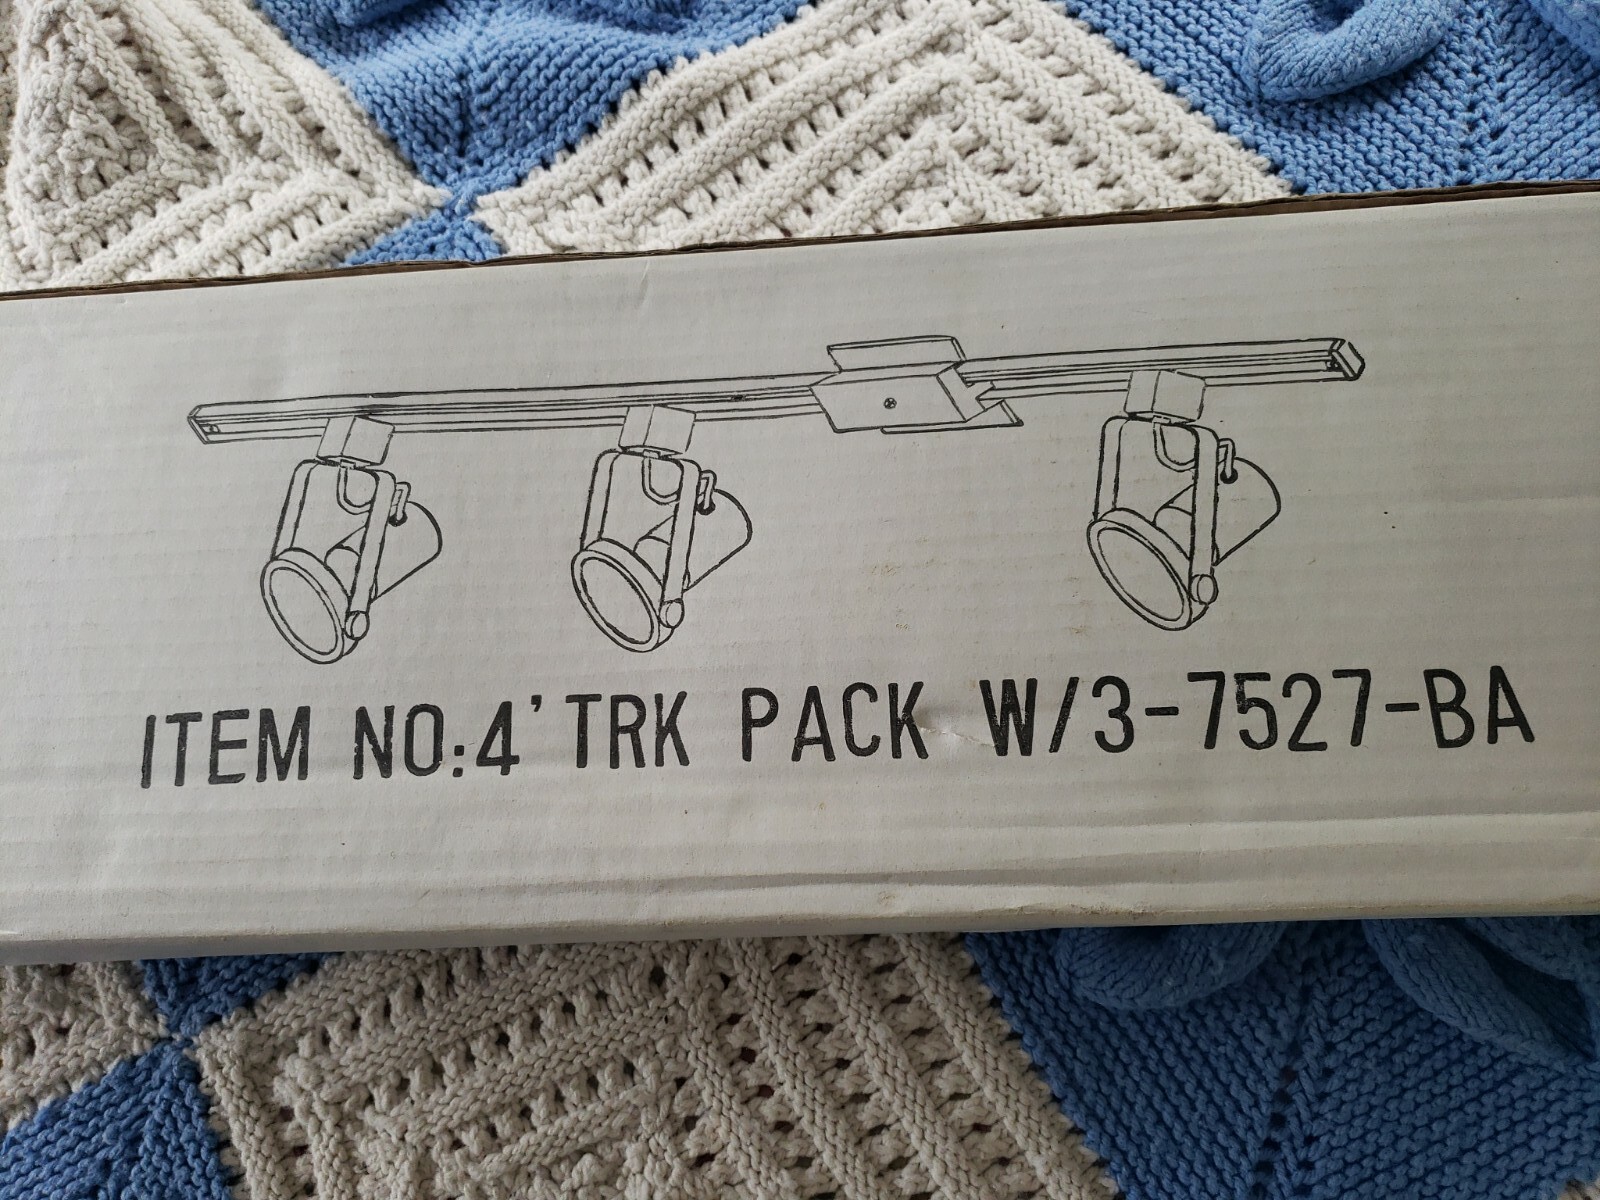 ITEM NO:4' TRK PACK W/3-7527-BA